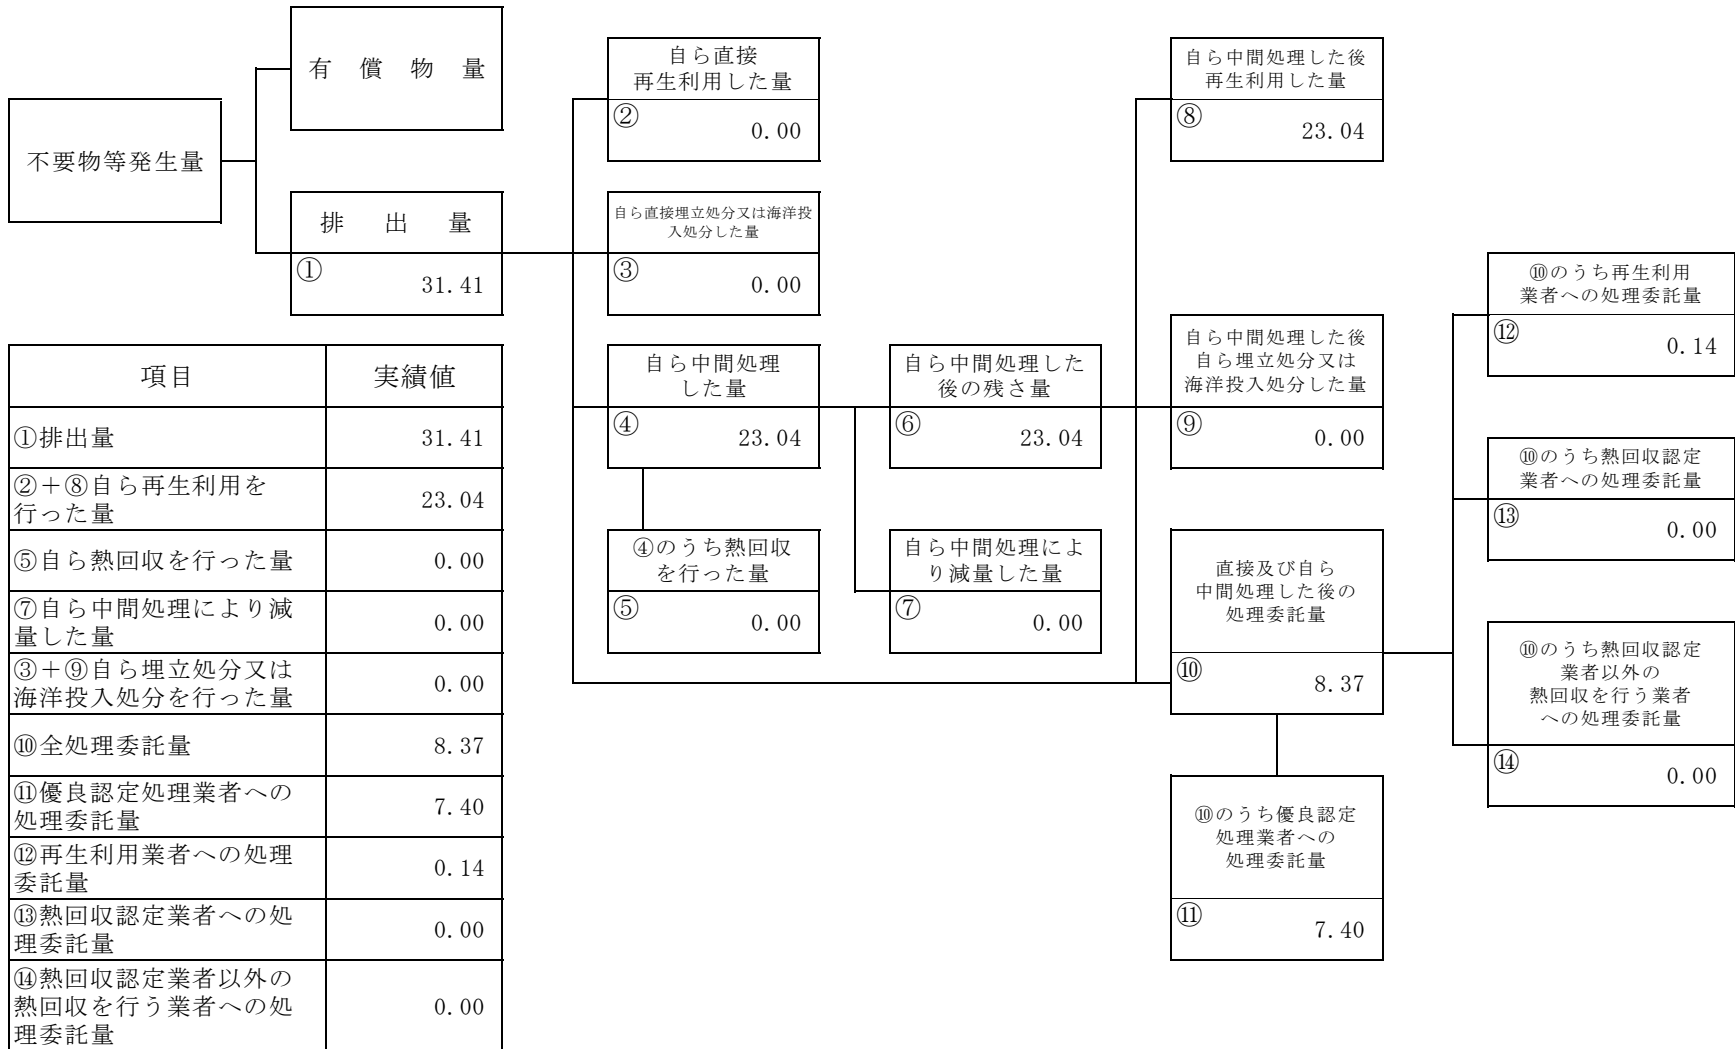 有　償　物　量
不要物等発生量
排　出　量
① 31.41
自ら直接
再生利用した量
② 0.00
自ら直接埋立処分又は海洋投
入処分した量
③ 0.00
自ら中間処理
した量
④ 23.04
④のうち熱回収
を行った量
⑤ 0.00
自ら中間処理した
後の残さ量
⑥ 23.04
自ら中間処理によ
り減量した量
⑦ 0.00
自ら中間処理した後
再生利用した量
⑧ 23.04
自ら中間処理した後
自ら埋立処分又は
海洋投入処分した量
⑨ 0.00
直接及び自ら
中間処理した後の
処理委託量
⑩ 8.37
⑩のうち優良認定
処理業者への
処理委託量
⑪ 7.40
⑩のうち再生利用
業者への処理委託量
⑫ 0.14
⑩のうち熱回収認定
業者への処理委託量
⑬ 0.00
⑩のうち熱回収認定
業者以外の
熱回収を行う業者
への処理委託量
⑭ 0.00
項目 実績値
①排出量 31.41
②＋⑧自ら再生利用を
行った量 23.04
⑤自ら熱回収を行った量 0.00
⑦自ら中間処理により減
量した量 0.00
③＋⑨自ら埋立処分又は
海洋投入処分を行った量 0.00
⑩全処理委託量 8.37
⑪優良認定処理業者への
処理委託量 7.40
⑫再生利用業者への処理
委託量 0.14
⑬熱回収認定業者への処
理委託量 0.00
⑭熱回収認定業者以外の
熱回収を行う業者への処
理委託量 0.00